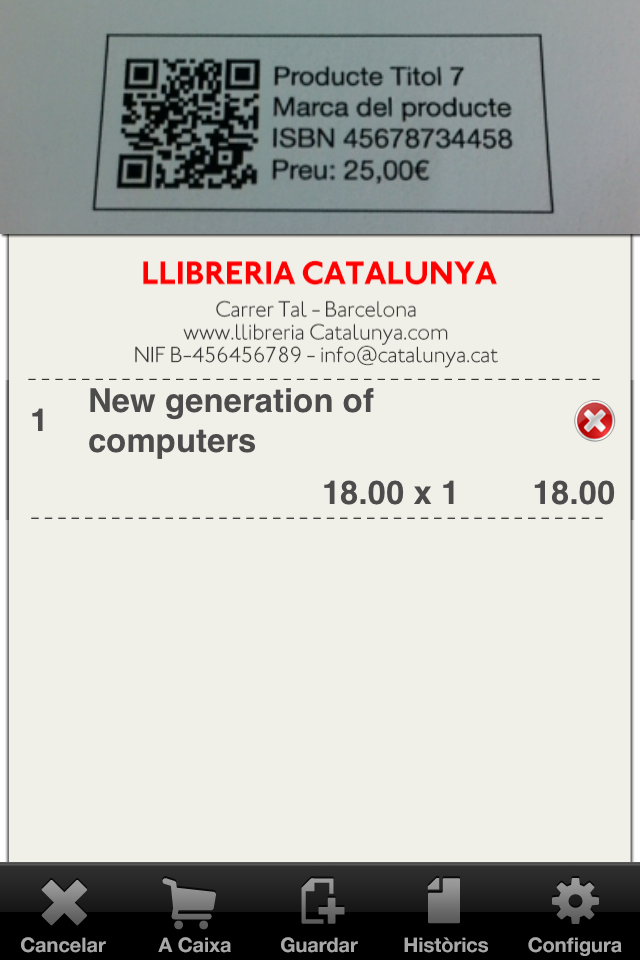 Producte Titol 7
Marca del producte
ISBN 45678734458
Preu: 25,00€
LLIBRERIA CATALUNYA
Carrer Tal - Barcelona
www.llibreria Catalunya.com
NIF B-456456789 - info@catalunya.cat
1 New generation of
computers
18.00 x 1 18.00
Cancelar A Caixa Guardar Històrics Configura